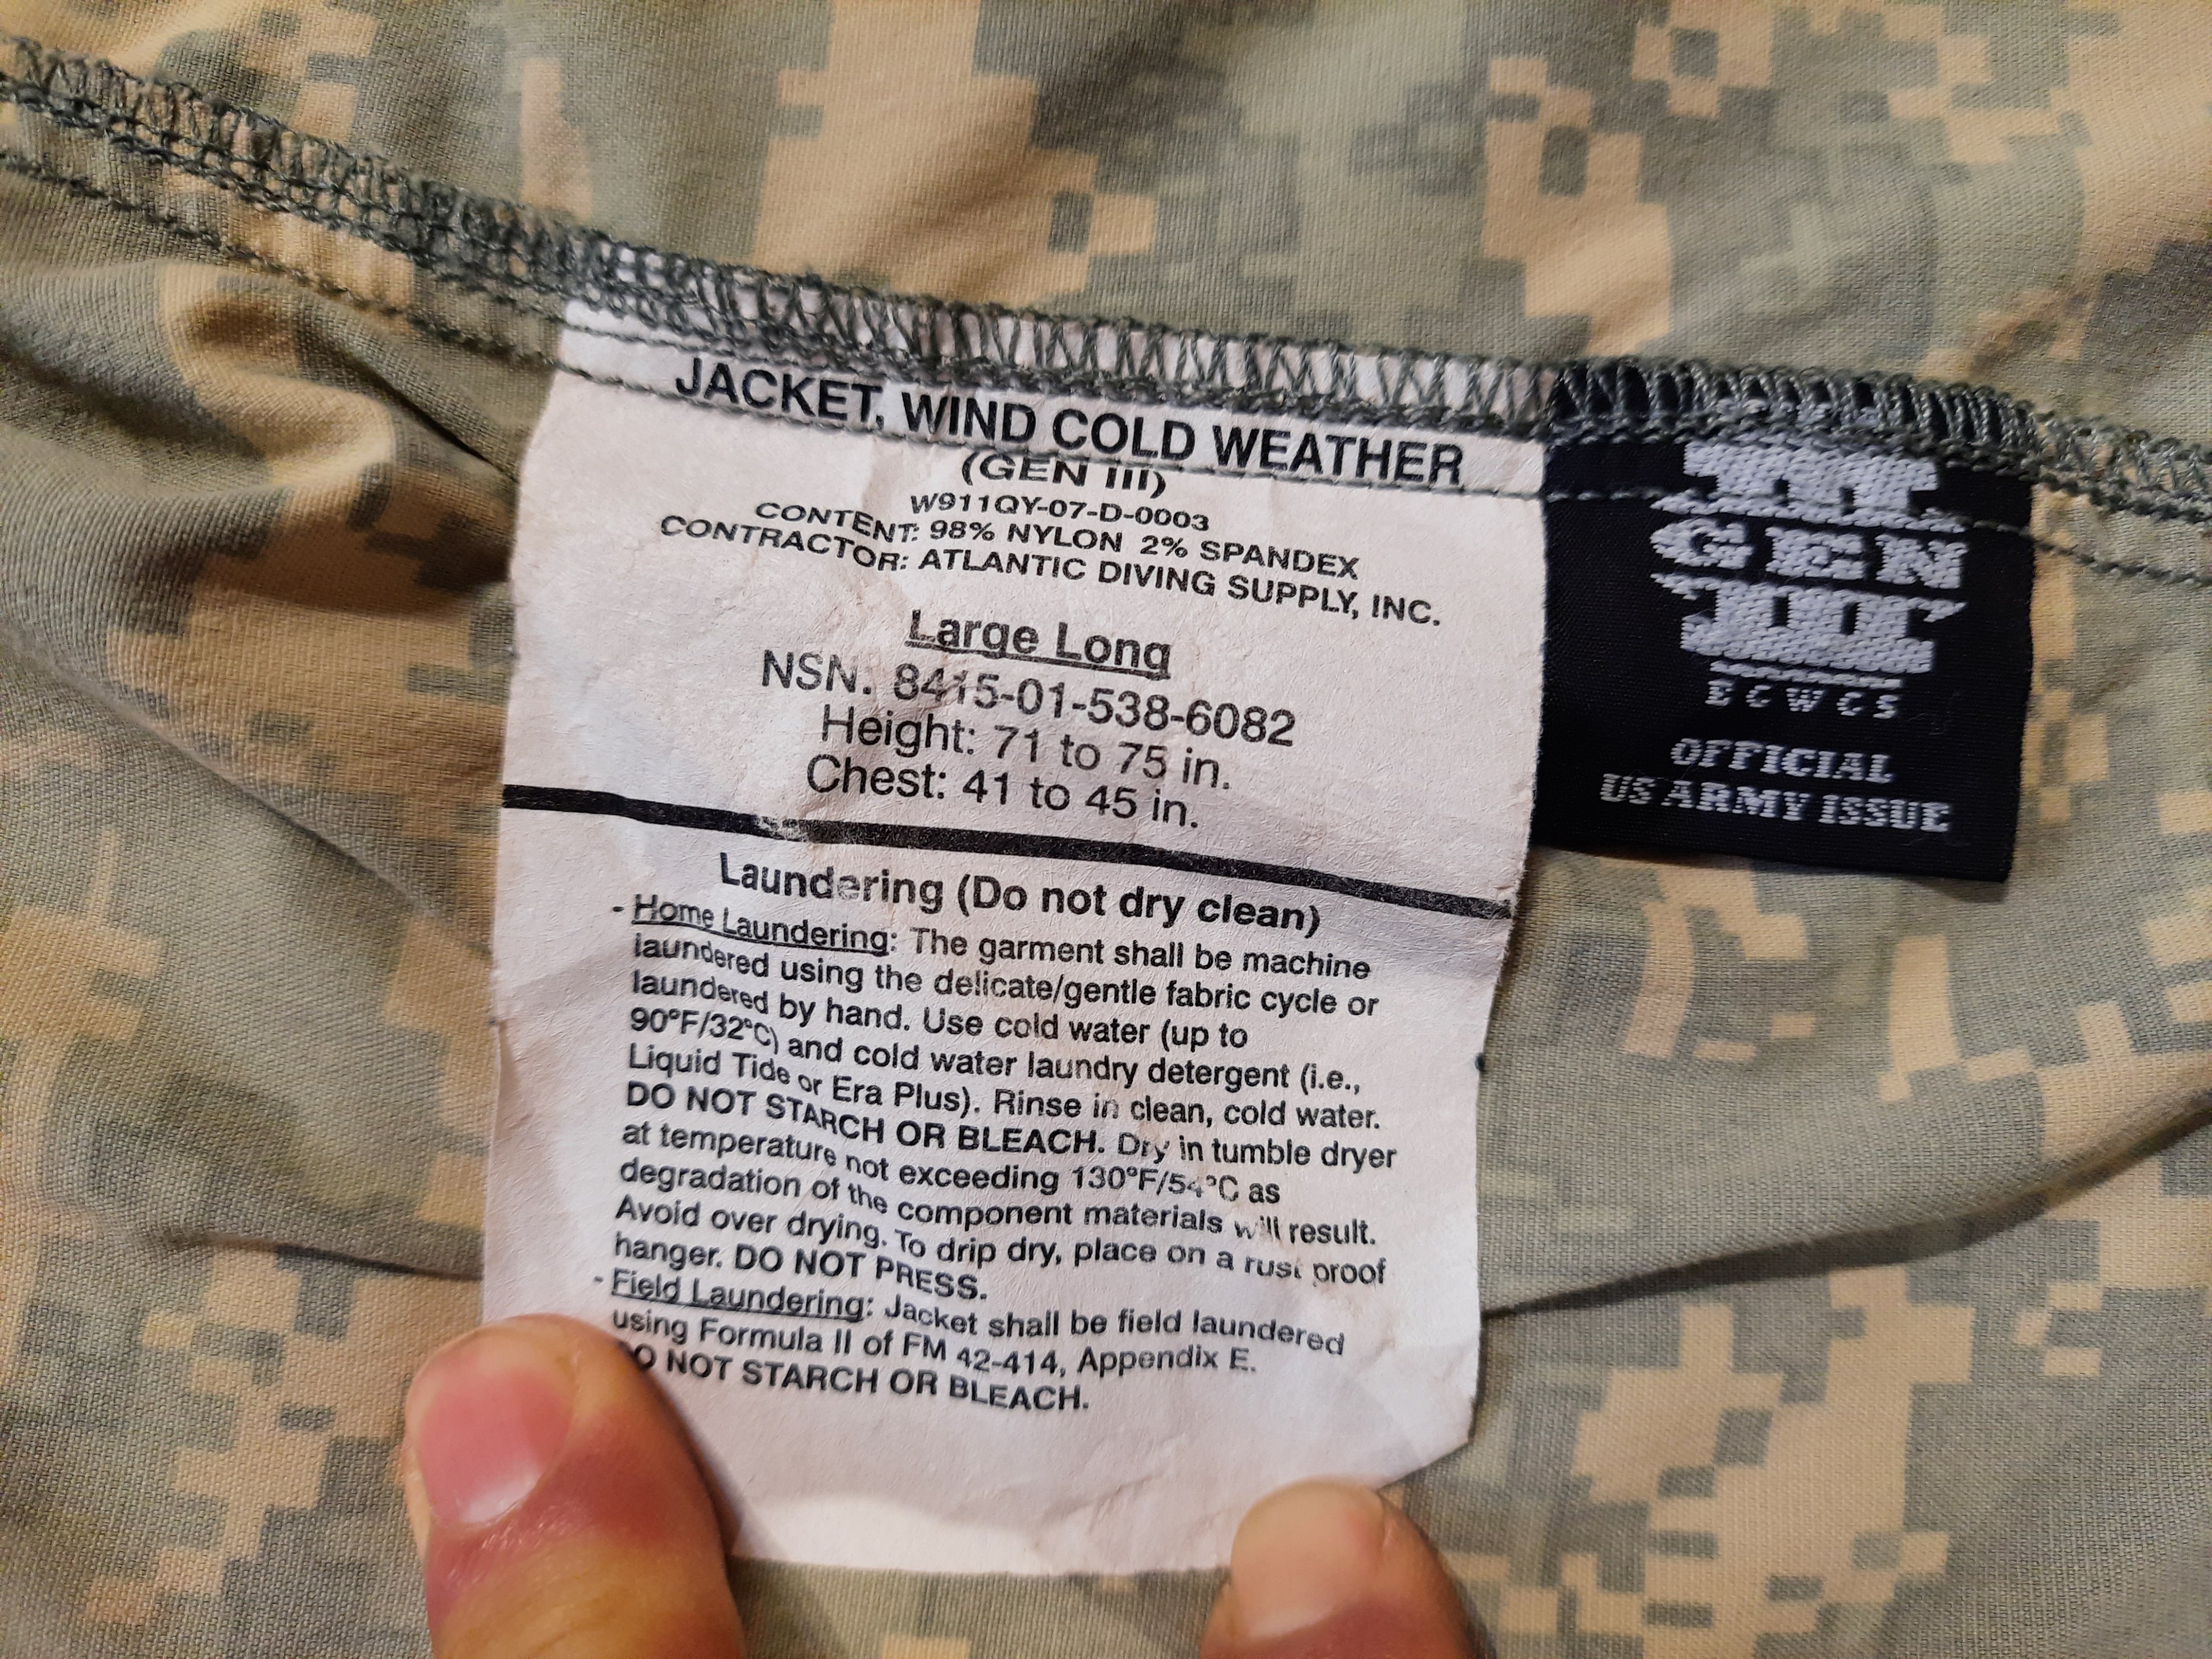 JACKET, WIND COLD WEATHER
(GEN III)
W911QY-07-D-0003
CONTENT: 98% NYLON 2% SPANDEX
CONTRACTOR: ATLANTIC DIVING SUPPLY, INC.
Large Long
NSN. 8415-01-538-6082
Height: 71 to 75 in.
Chest: 41 to 45 in.
Laundering (Do not dry clean)
- Home Laundering: The garment shall be machine
laundered using the delicate/gentle fabric cycle or
laundered by hand. Use cold water (up to
90°F/32°C) and cold water laundry detergent (i.e.,
Liquid Tide or Era Plus). Rinse in clean, cold water.
DO NOT STARCH OR BLEACH. Dry in tumble dryer
at temperature not exceeding 130°F/54°C as
degradation of the component materials will result.
Avoid over drying. To drip dry, place on a rust proof
hanger. DO NOT PRESS.
- Field Laundering: Jacket shall be field laundered
using Formula II of FM 42-414, Appendix E.
DO NOT STARCH OR BLEACH.
III
GEN
III
ECWCS
OFFICIAL
US ARMY ISSUE